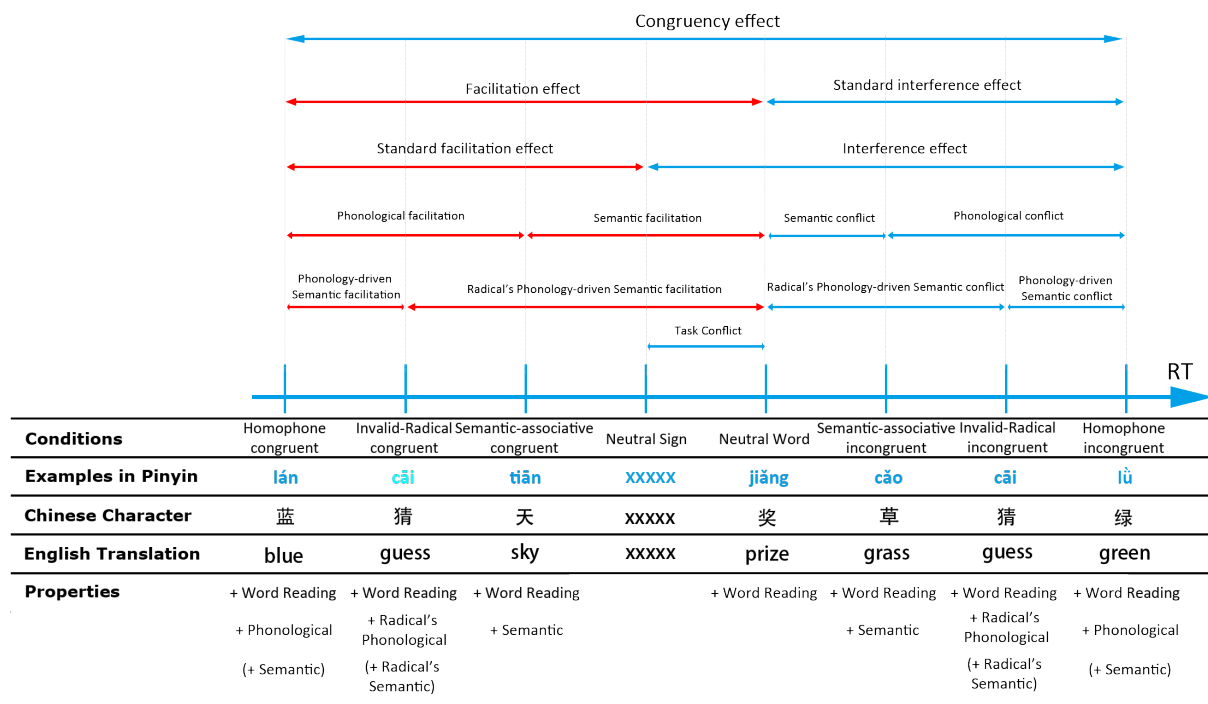 Congruency effect
Facilitation effect
Standard interference effect
Standard facilitation effect
Interference effect
Phonological facilitation
Semantic facilitation
Semantic conflict
Phonological conflict
Phonology-driven
Semantic facilitation
Radical's Phonology-driven Semantic facilitation
Radical's Phonology-driven Semantic conflict
Phonology-driven
Semantic conflict
Task Conflict
RT
Conditions
Homophone
congruent
Invalid-Radical
congruent
Semantic-associative
congruent
Neutral Sign
Neutral Word
Semantic-associative
incongruent
Invalid-Radical
incongruent
Homophone
incongruent
Examples in Pinyin lán cāi tiān XXXXX jiǎng cǎo cāi lǜ
Chinese Character 蓝 猜 天 XXXXX 奖 草 猜 绿
English Translation blue guess sky XXXXX prize grass guess green
Properties
+ Word Reading
+ Phonological
(+ Semantic)
+ Word Reading
+ Radical's
Phonological
(+ Radical's
Semantic)
+ Word Reading
+ Semantic
+ Word Reading
+ Word Reading
+ Semantic
+ Word Reading
+ Radical's
Phonological
(+ Radical's
Semantic)
+ Word Reading
+ Phonological
(+ Semantic)